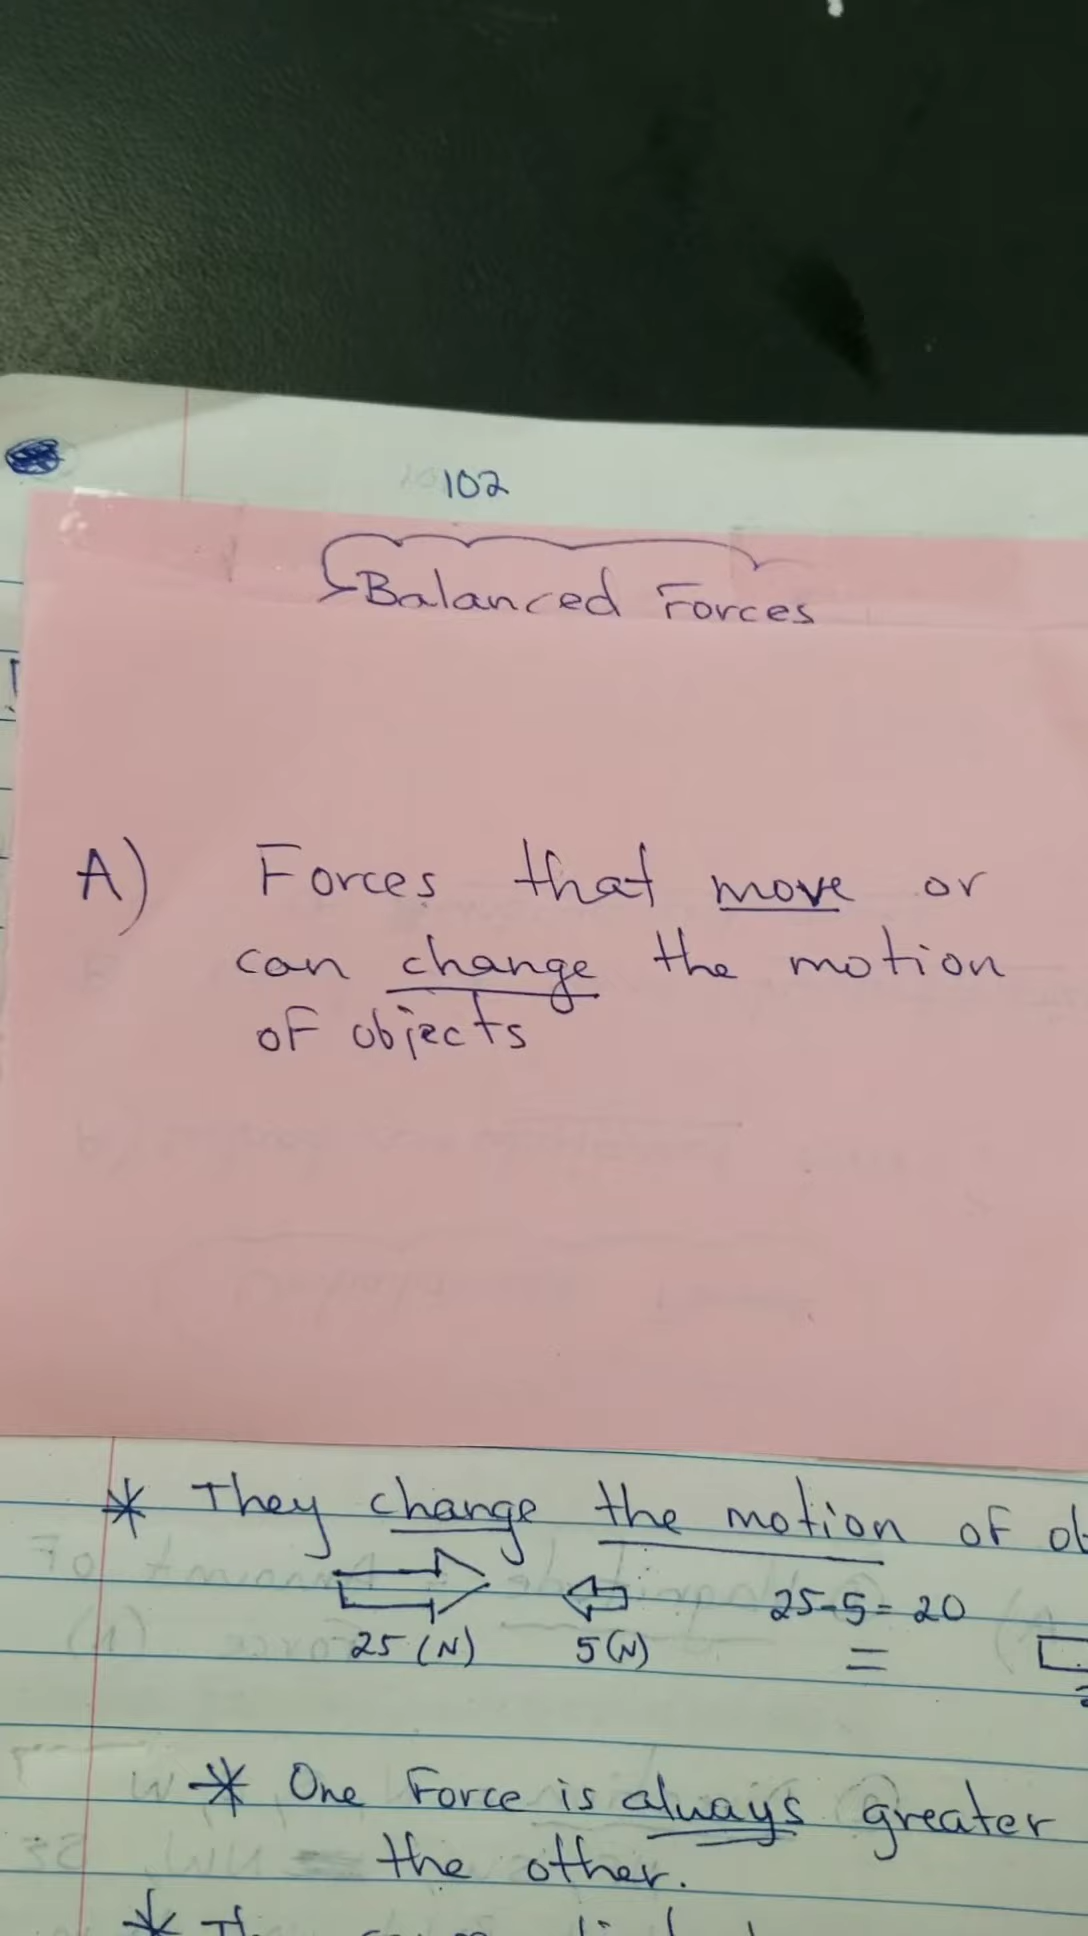 102
Balanced Forces
A) Forces that move or
can change the motion
of objects
* They change the motion of
25 (N) 5(N) 25-5= 20
* One Force is always greater
the other.